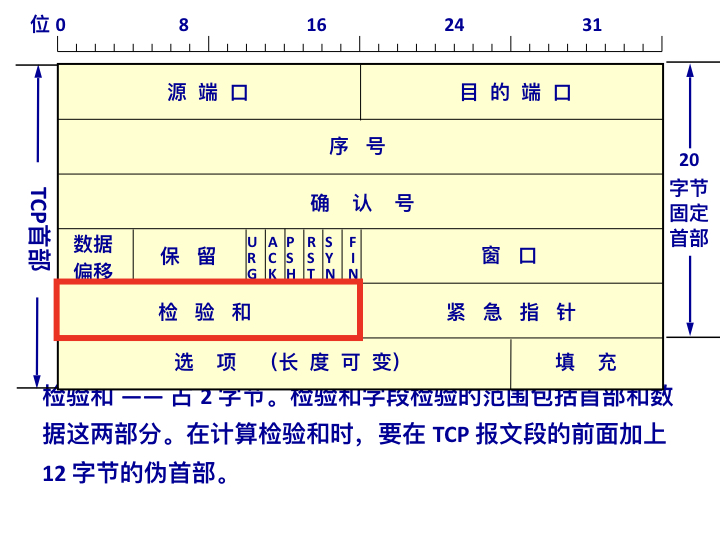 位 0 8 16 24 31
源 端 口 目 的 端 口
序 号
确 认 号
数据偏移 保 留 URG ACK PSH RST SYN FIN 窗 口
检 验 和 紧 急 指 针
选 项 （长 度 可 变） 填 充
TCP首部
20
字节
固定
首部
检验和 —— 占 2 字节。检验和字段检验的范围包括首部和数
据这两部分。在计算检验和时，要在 TCP 报文段的前面加上
12 字节的伪首部。